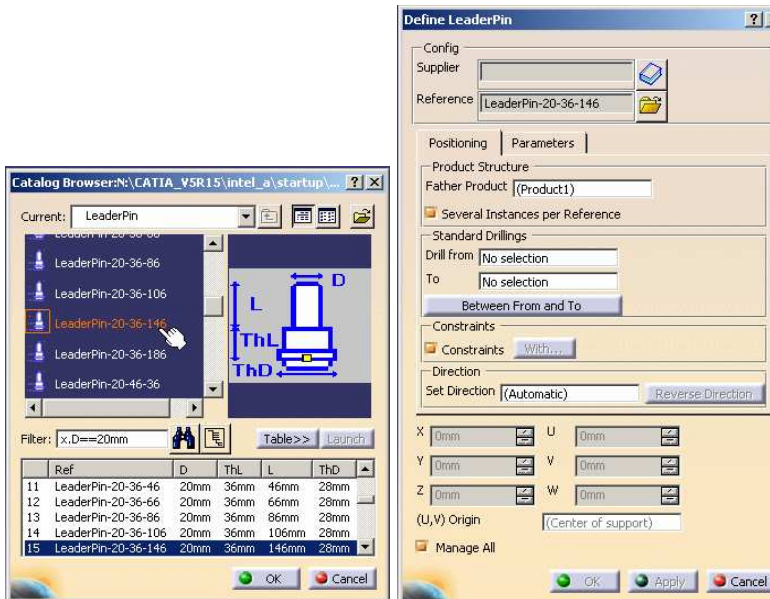 Catalog Browser:N:\CATIA_V5R15\intel_a\startup\...
Current: LeaderPin
LeaderPin-20-36-66
LeaderPin-20-36-86
LeaderPin-20-36-106
LeaderPin-20-36-146
LeaderPin-20-36-186
LeaderPin-20-46-36
D
L
ThL
ThD
Filter: x.D==20mm Table>> Launch
Ref D ThL L ThD
11 LeaderPin-20-36-46 20mm 36mm 46mm 28mm
12 LeaderPin-20-36-66 20mm 36mm 66mm 28mm
13 LeaderPin-20-36-86 20mm 36mm 86mm 28mm
14 LeaderPin-20-36-106 20mm 36mm 106mm 28mm
15 LeaderPin-20-36-146 20mm 36mm 146mm 28mm
OK Cancel
Define LeaderPin
Config
Supplier
Reference LeaderPin-20-36-146
Positioning Parameters
Product Structure
Father Product (Product1)
Several Instances per Reference
Standard Drillings
Drill from No selection
To No selection
Between From and To
Constraints
Constraints With...
Direction
Set Direction (Automatic) Reverse Direction
X 0mm U 0mm
Y 0mm V 0mm
Z 0mm W 0mm
(U,V) Origin (Center of support)
Manage All
OK Apply Cancel